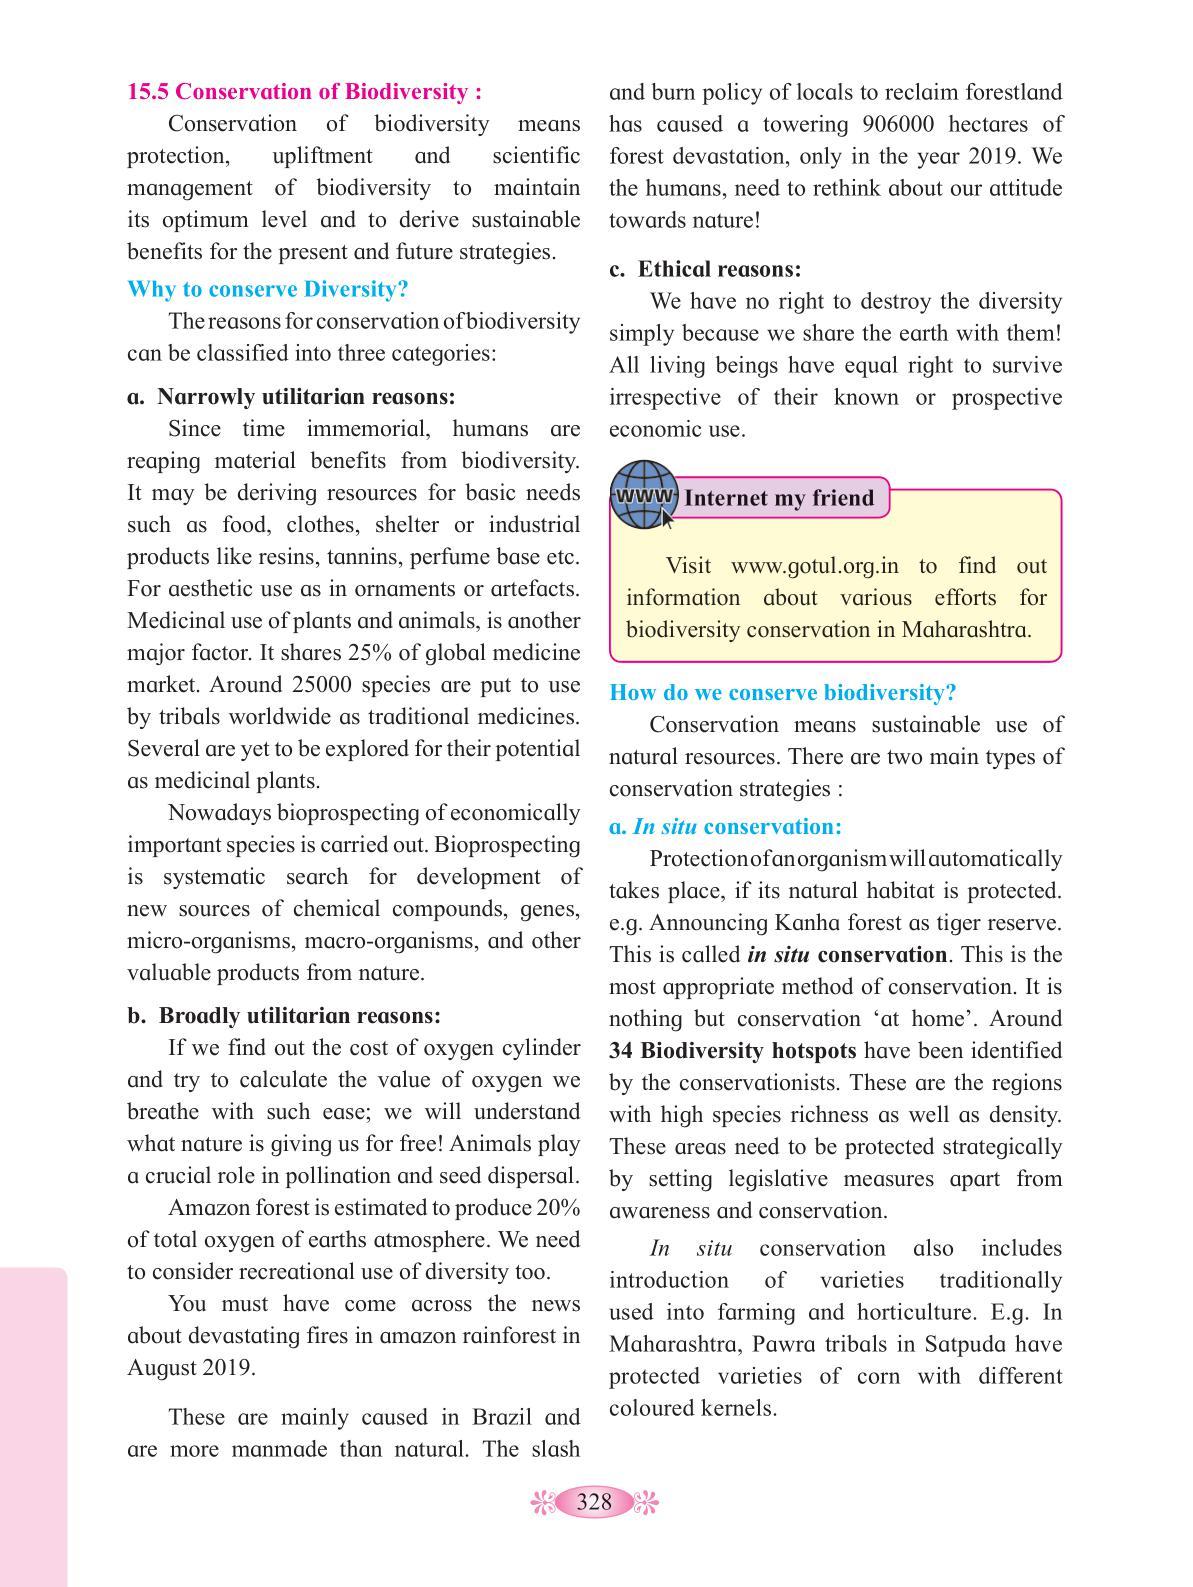 15.5 Conservation of Biodiversity :
Conservation of biodiversity means
protection, upliftment and scientific
management of biodiversity to maintain
its optimum level and to derive sustainable
benefits for the present and future strategies.
Why to conserve Diversity?
The reasons for conservation of biodiversity
can be classified into three categories:
a. Narrowly utilitarian reasons:
Since time immemorial, humans are
reaping material benefits from biodiversity.
It may be deriving resources for basic needs
such as food, clothes, shelter or industrial
products like resins, tannins, perfume base etc.
For aesthetic use as in ornaments or artefacts.
Medicinal use of plants and animals, is another
major factor. It shares 25% of global medicine
market. Around 25000 species are put to use
by tribals worldwide as traditional medicines.
Several are yet to be explored for their potential
as medicinal plants.
Nowadays bioprospecting of economically
important species is carried out. Bioprospecting
is systematic search for development of
new sources of chemical compounds, genes,
micro-organisms, macro-organisms, and other
valuable products from nature.
b. Broadly utilitarian reasons:
If we find out the cost of oxygen cylinder
and try to calculate the value of oxygen we
breathe with such ease; we will understand
what nature is giving us for free! Animals play
a crucial role in pollination and seed dispersal.
Amazon forest is estimated to produce 20%
of total oxygen of earths atmosphere. We need
to consider recreational use of diversity too.
You must have come across the news
about devastating fires in amazon rainforest in
August 2019.
These are mainly caused in Brazil and
are more manmade than natural. The slash
and burn policy of locals to reclaim forestland
has caused a towering 906000 hectares of
forest devastation, only in the year 2019. We
the humans, need to rethink about our attitude
towards nature!
c. Ethical reasons:
We have no right to destroy the diversity
simply because we share the earth with them!
All living beings have equal right to survive
irrespective of their known or prospective
economic use.
WWW Internet my friend
Visit www.gotul.org.in to find out
information about various efforts for
biodiversity conservation in Maharashtra.
How do we conserve biodiversity?
Conservation means sustainable use of
natural resources. There are two main types of
conservation strategies :
a. In situ conservation:
Protection of an organism will automatically
takes place, if its natural habitat is protected.
e.g. Announcing Kanha forest as tiger reserve.
This is called in situ conservation. This is the
most appropriate method of conservation. It is
nothing but conservation ‘at home’. Around
34 Biodiversity hotspots have been identified
by the conservationists. These are the regions
with high species richness as well as density.
These areas need to be protected strategically
by setting legislative measures apart from
awareness and conservation.
In situ conservation also includes
introduction of varieties traditionally
used into farming and horticulture. E.g. In
Maharashtra, Pawra tribals in Satpuda have
protected varieties of corn with different
coloured kernels.
328